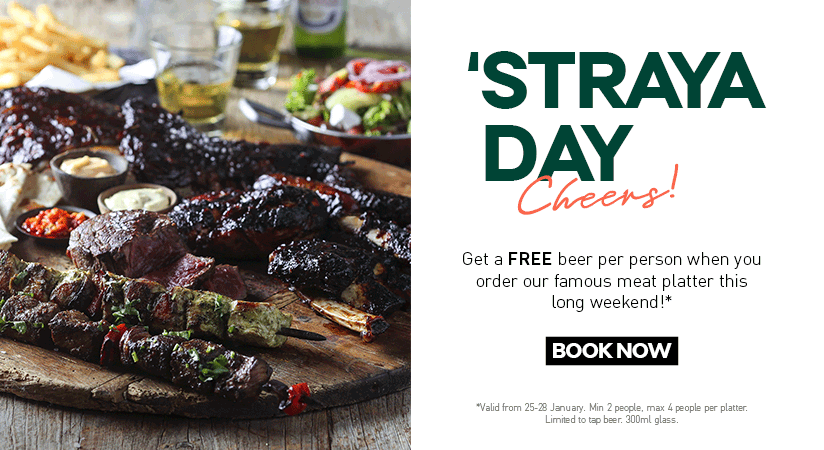 ‘STRAYA
DAY
Cheers!
Get a FREE beer per person when you
order our famous meat platter this
long weekend!*
BOOK NOW
*Valid from 25-28 January. Min 2 people, max 4 people per platter.
Limited to tap beer. 300ml glass.